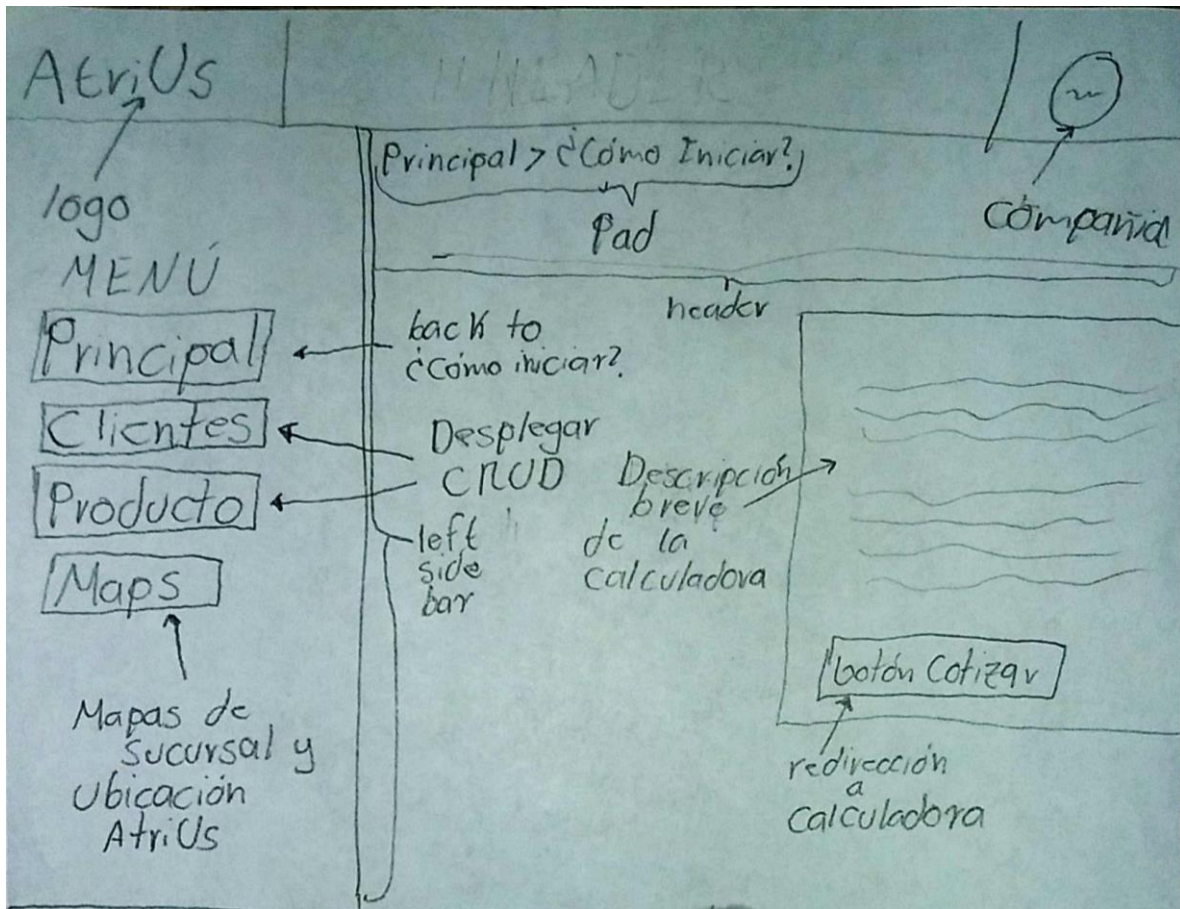 AtriUs
Principal > ¿Cómo Iniciar?
Pad
Compañia
logo
MENÚ
header
Principal
back to
¿Cómo iniciar?
Clientes
Desplegar
CRUD
Producto
Descripción
breve
de la
calculadora
left
side
bar
Maps
botón Cotizar
Mapas de
Sucursal y
Ubicación
AtriUs
redirección
a
calculadora